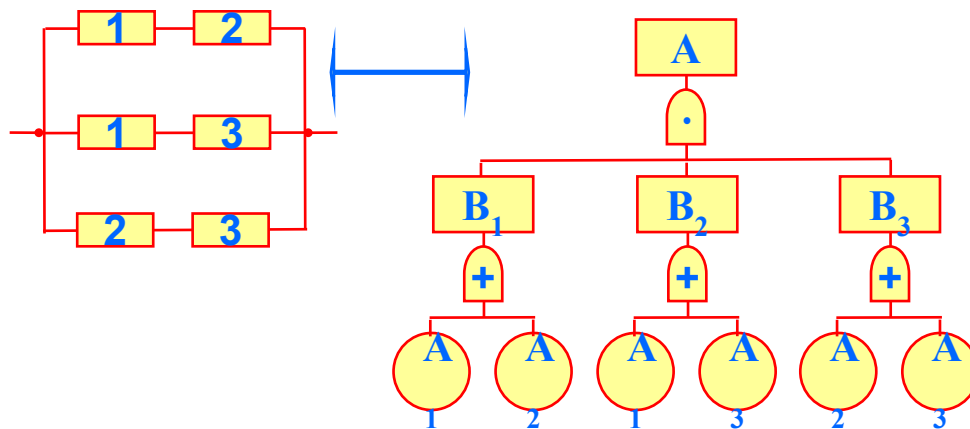 1 2
1 3
2 3
A
·
B₁ B₂ B₃
+ + +
A₁ A₂ A₁ A₃ A₂ A₃